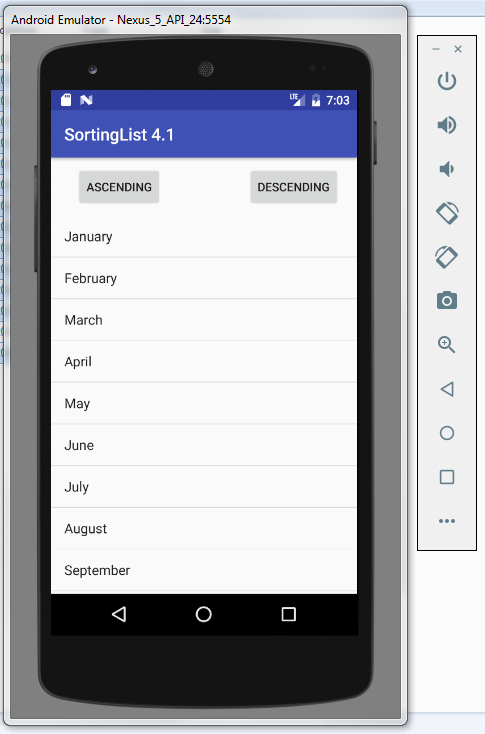 Android Emulator - Nexus_5_API_24:5554
LTE 7:03
SortingList 4.1
ASCENDING DESCENDING
January
February
March
April
May
June
July
August
September